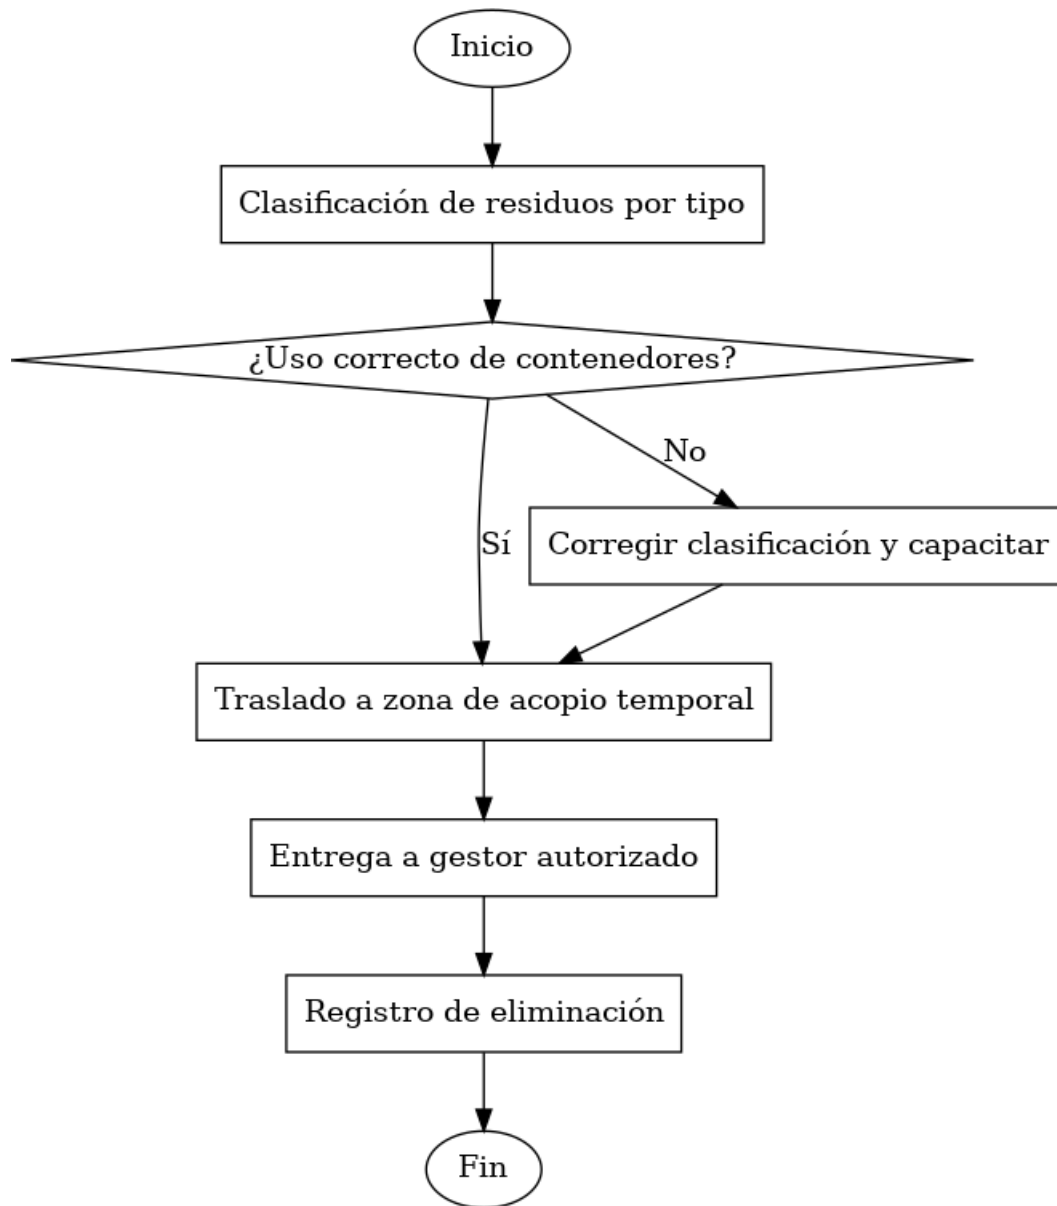 Inicio
Clasificación de residuos por tipo
¿Uso correcto de contenedores?
No
Sí
Corregir clasificación y capacitar
Traslado a zona de acopio temporal
Entrega a gestor autorizado
Registro de eliminación
Fin